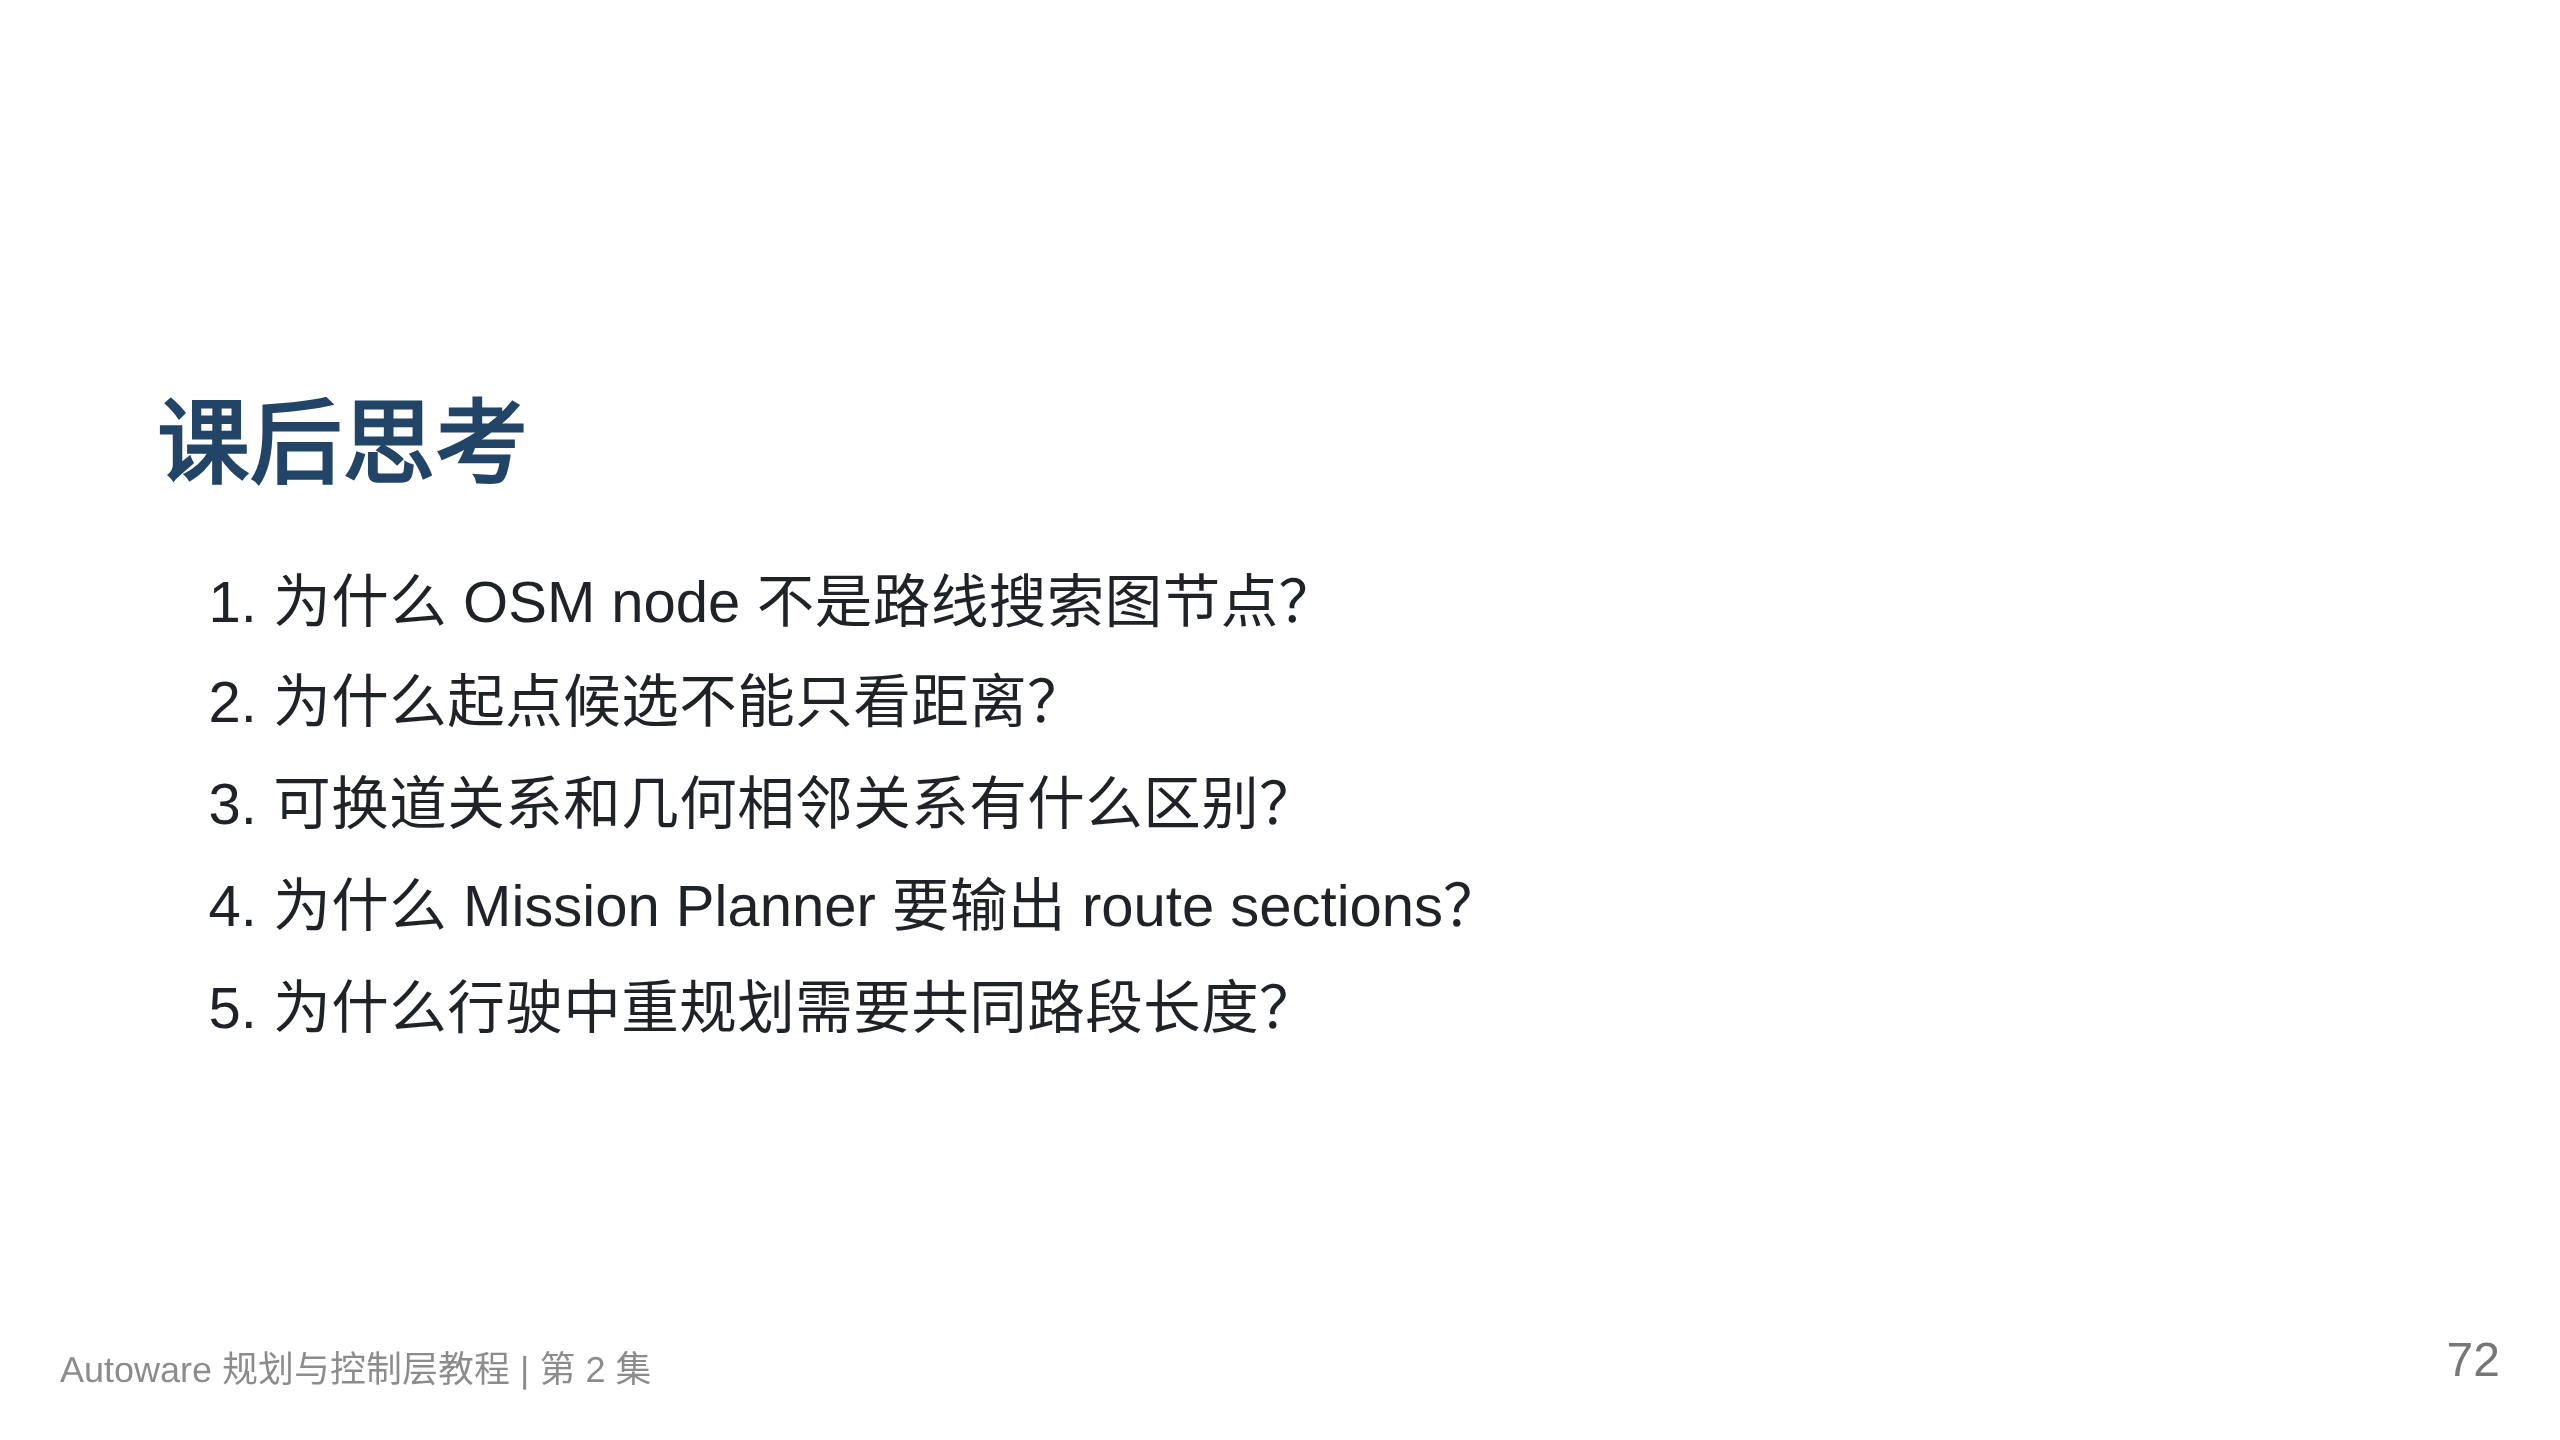 课后思考
1. 为什么 OSM node 不是路线搜索图节点?
2. 为什么起点候选不能只看距离?
3. 可换道关系和几何相邻关系有什么区别?
4. 为什么 Mission Planner 要输出 route sections?
5. 为什么行驶中重规划需要共同路段长度?
Autoware 规划与控制层教程 | 第 2 集
72